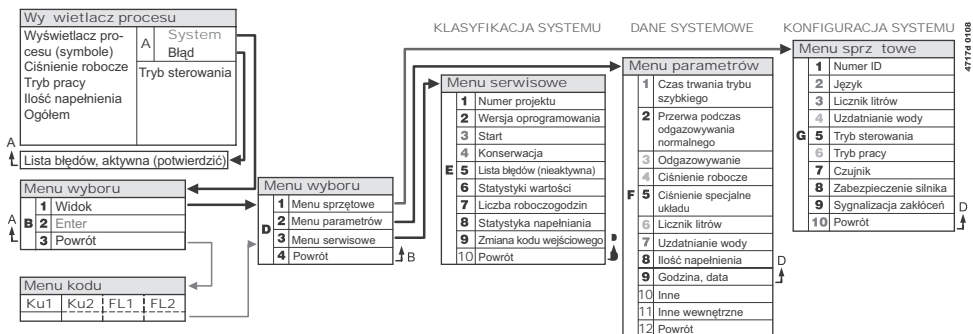 Wy wietlacz procesu
Wyświetlacz pro-
cesu (symbole)
Ciśnienie robocze
Tryb pracy
Ilość napełnienia
Ogółem
A
System
Błąd
Tryb sterowania
A
Lista błędów, aktywna (potwierdzić)
Menu wyboru
A
B
1 Widok
2 Enter
3 Powrót
Menu kodu
Ku1 Ku2 FL1 FL2
Menu wyboru
D
1 Menu sprzętowe
2 Menu parametrów
3 Menu serwisowe
4 Powrót
B
KLASYFIKACJA SYSTEMU
Menu serwisowe
E
1 Numer projektu
2 Wersja oprogramowania
3 Start
4 Konserwacja
5 Lista błędów (nieaktywna)
6 Statystyki wartości
7 Liczba roboczogodzin
8 Statystyka napełniania
9 Zmiana kodu wejściowego
10 Powrót
DANE SYSTEMOWE
Menu parametrów
F
1 Czas trwania trybu
szybkiego
2 Przerwa podczas
odgazowywania
normalnego
3 Odgazowywanie
4 Ciśnienie robocze
5 Ciśnienie specjalne
układu
6 Licznik litrów
7 Uzdatnianie wody
8 Ilość napełnienia
9 Godzina, data
10 Inne
11 Inne wewnętrzne
12 Powrót
D
KONFIGURACJA SYSTEMU
Menu sprz towe
G
1 Numer ID
2 Język
3 Licznik litrów
4 Uzdatnianie wody
5 Tryb sterowania
6 Tryb pracy
7 Czujnik
8 Zabezpieczenie silnika
9 Sygnalizacja zakłóceń
10 Powrót
D
4717d 0108